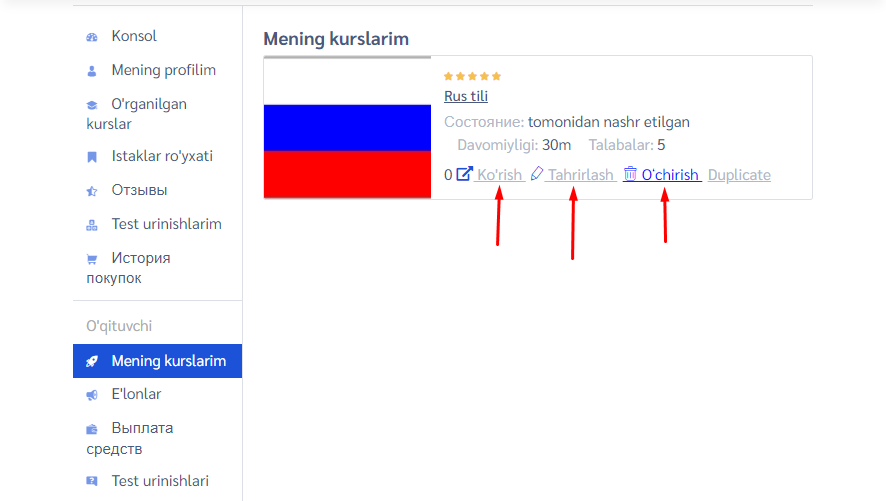 Konsol
Mening profilim
O'rganilgan
kurslar
Istaklar ro'yxati
Отзывы
Test urinishlarim
История
покупок
O'qituvchi
Mening kurslarim
E'lonlar
Выплата
средств
Test urinishlari
Mening kurslarim
Rus tili
Состояние: tomonidan nashr etilgan
Davomiyligi: 30m Talabalar: 5
0 Ko'rish Tahrirlash O'chirish Duplicate